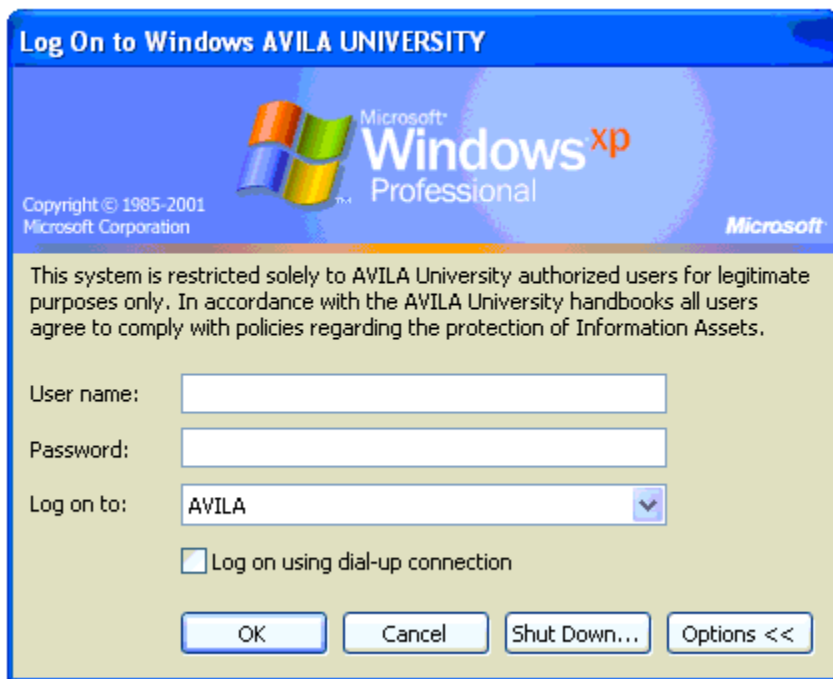 Log On to Windows AVILA UNIVERSITY
Microsoft
Windows xp
Professional
Copyright © 1985-2001
Microsoft Corporation
Microsoft
This system is restricted solely to AVILA University authorized users for legitimate
purposes only. In accordance with the AVILA University handbooks all users
agree to comply with policies regarding the protection of Information Assets.
User name:
Password:
Log on to: AVILA
Log on using dial-up connection
OK Cancel Shut Down... Options <<